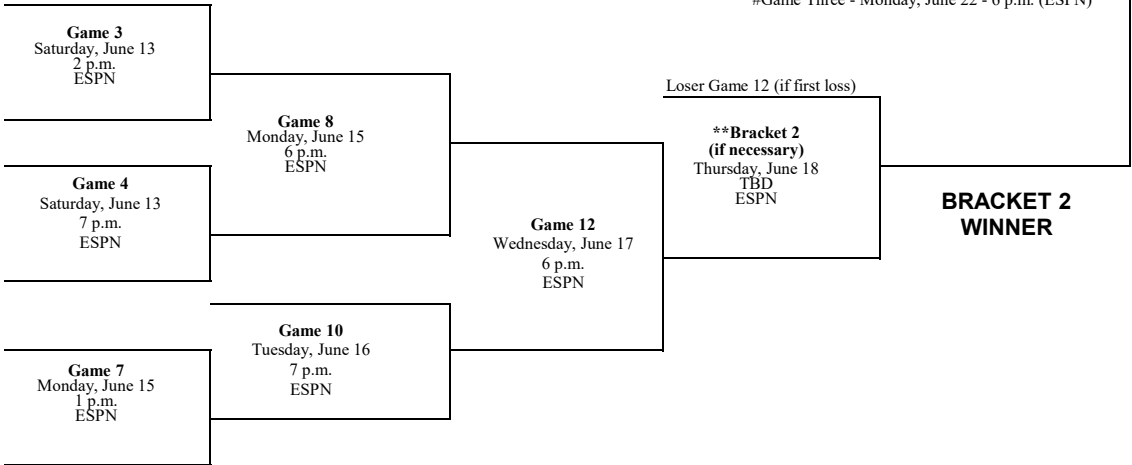 #Game Three - Monday, June 22 - 6 p.m. (ESPN)
Game 3
Saturday, June 13
2 p.m.
ESPN
Loser Game 12 (if first loss)
Game 8
Monday, June 15
6 p.m.
ESPN
**Bracket 2
(if necessary)
Thursday, June 18
TBD
ESPN
Game 4
Saturday, June 13
7 p.m.
ESPN
BRACKET 2
WINNER
Game 12
Wednesday, June 17
6 p.m.
ESPN
Game 10
Tuesday, June 16
7 p.m.
ESPN
Game 7
Monday, June 15
1 p.m.
ESPN